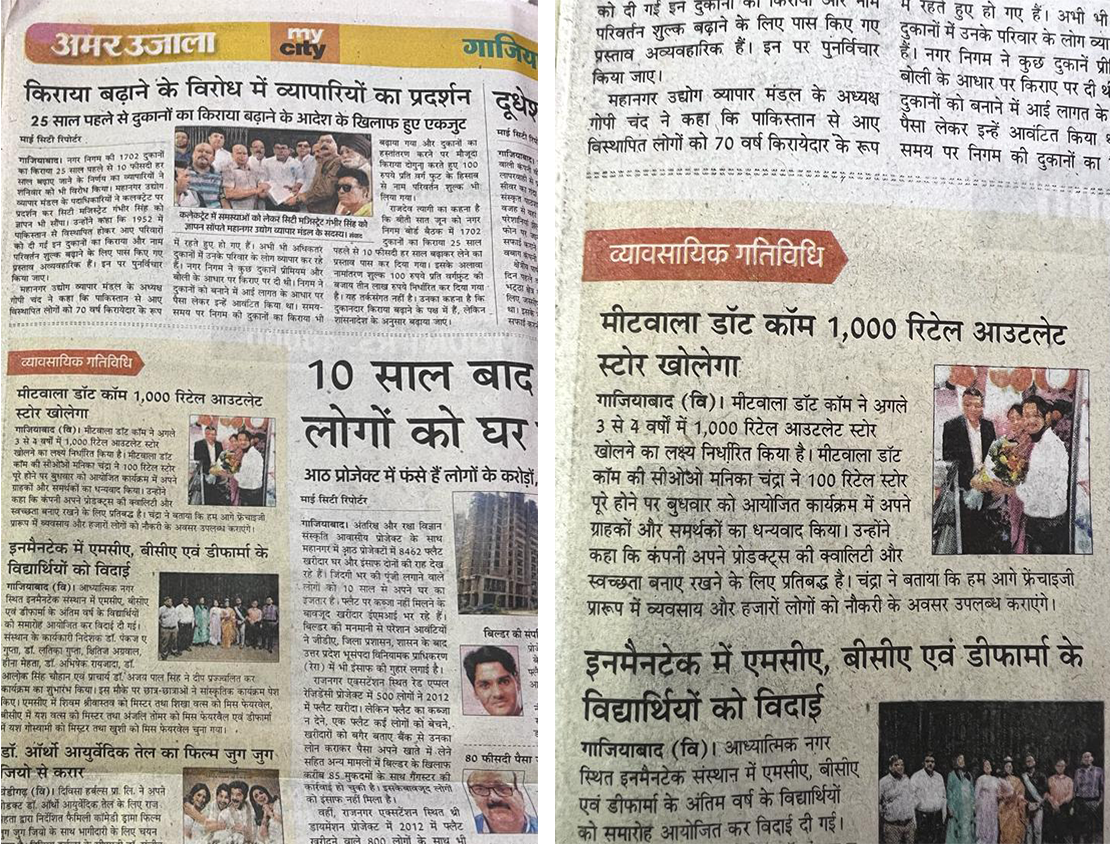 अमर उजाला
my
city
गाजिय
किराया बढ़ाने के विरोध में व्यापारियों का प्रदर्शन
25 साल पहले से दुकानों का किराया बढ़ाने के आदेश के खिलाफ हुए एकजुट
माई सिटी रिपोर्टर
गाजियाबाद। नगर निगम की 1702 दुकानों
का किराया 25 साल पहले से 10 फीसदी हर
साल बढ़ाए जाने के निर्णय का व्यापारियों ने
शनिवार को भी विरोध किया। महानगर उद्योग
व्यापार मंडल के पदाधिकारियों ने कलक्ट्रेट पर
प्रदर्शन कर सिटी मजिस्ट्रेट गंभीर सिंह को
ज्ञापन भी सौंपा। उन्होंने कहा कि 1952 में
पाकिस्तान से विस्थापित होकर आए परिवारों
को दी गई इन दुकानों का किराया और नाम
परिवर्तन शुल्क बढ़ाने के लिए पास किए गए
प्रस्ताव अव्यवहारिक हैं। इन पर पुनर्विचार
किया जाए।
महानगर उद्योग व्यापार मंडल के अध्यक्ष
गोपी चंद ने कहा कि पाकिस्तान से आए
विस्थापित लोगों को 70 वर्ष किरायेदार के रूप
कलेक्ट्रेट में समस्याओं को लेकर सिटी मजिस्ट्रेट गंभीर सिंह को
ज्ञापन सौंपते महानगर उद्योग व्यापार मंडल के सदस्य। संवाद
में रहते हुए हो गए हैं। अभी भी अधिकतर
दुकानों में उनके परिवार के लोग व्यापार कर रहे
हैं। नगर निगम ने कुछ दुकानें प्रीमियम और
बोली के आधार पर किराए पर दी थी। निगम ने
दुकानों को बनाने में आई लागत के आधार पर
पैसा लेकर इन्हें आवंटित किया था। समय-
समय पर निगम की दुकानों का किराया भी
बढ़ाया गया और दुकानों का
हस्तांतरण करने पर मौजूदा
किराया दोगुना करते हुए 100
रुपये प्रति वर्ग फुट के हिसाब
से नाम परिवर्तन शुल्क भी
लिया गया।
राजदेव त्यागी का कहना है
कि बीती सात जून को नगर
निगम बोर्ड बैठक में 1702
दुकानों का किराया 25 साल
पहले से 10 फीसदी हर साल बढ़ाकर लेने का
प्रस्ताव पास कर दिया गया। इसके अलावा
नामांतरण शुल्क 100 रुपये प्रति वर्गफुट की
बजाय तीन लाख रुपये निर्धारित कर दिया गया
है। यह तर्कसंगत नहीं है। उनका कहना है कि
दुकानदार किराया बढ़ाने के पक्ष में हैं, लेकिन
शासनादेश के अनुसार बढ़ाया जाए।
दूधेश
माई सिटी रि
व्यावसायिक गतिविधि
मीटवाला डॉट कॉम 1,000 रिटेल आउटलेट
स्टोर खोलेगा
गाजियाबाद (वि)। मीटवाला डॉट कॉम ने अगले
3 से 4 वर्षों में 1,000 रिटेल आउटलेट स्टोर
खोलने का लक्ष्य निर्धारित किया है। मीटवाला डॉट
कॉम की सीओओ मनिका चंद्रा ने 100 रिटेल स्टोर
पूरे होने पर बुधवार को आयोजित कार्यक्रम में अपने
ग्राहकों और समर्थकों का धन्यवाद किया। उन्होंने
कहा कि कंपनी अपने प्रोडक्ट्स की क्वालिटी और
स्वच्छता बनाए रखने के लिए प्रतिबद्ध है। चंद्रा ने बताया कि हम आगे फ्रेंचाइजी
प्रारूप में व्यवसाय और हजारों लोगों को नौकरी के अवसर उपलब्ध कराएंगे।
इनमैनटेक में एमसीए, बीसीए एवं डीफार्मा के
विद्यार्थियों को विदाई
गाजियाबाद (वि)। आध्यात्मिक नगर
स्थित इनमैनटेक संस्थान में एमसीए, बीसीए
एवं डीफार्मा के अंतिम वर्ष के विद्यार्थियों
को समारोह आयोजित कर विदाई दी गई।
संस्थान के कार्यकारी निदेशक डॉ. पंकज ए
गुप्ता, डॉ. लतिका गुप्ता, क्षितिज अग्रवाल,
हीना मेहता, डॉ. अभिषेक रायजादा, डॉ.
आलोक सिंह चौहान एवं प्राचार्य डॉ. अजय पाल सिंह ने दीप प्रज्ज्वलित कर
कार्यक्रम का शुभारंभ किया। इस मौके पर छात्र-छात्राओं ने सांस्कृतिक कार्यक्रम पेश
किए। एमसीए में शिवम श्रीवास्तव को मिस्टर तथा शिखा वत्स को मिस फेयरवेल,
बीसीए में यश वत्स को मिस्टर तथा अंजलि तोमर को मिस फेयरवेल एवं डीफार्मा
में यश गोस्वामी को मिस्टर तथा खुशी को मिस फेयरवेल चुना गया।
डॉ. ऑर्थो आयुर्वेदिक तेल का फिल्म जुग जुग
जियो से करार
चंडीगढ़ (वि)। दिविसा हर्बल्स प्रा. लि. ने अपने
प्रोडक्ट डॉ. ऑर्थो आयुर्वेदिक तेल के लिए राज
मेहता द्वारा निर्देशित फैमिली कॉमेडी ड्रामा फिल्म
जुग जुग जियो के साथ भागीदारी के लिए चयन
10 साल बाद
लोगों को घर
आठ प्रोजेक्ट में फंसे हैं लोगों के करोड़ों,
माई सिटी रिपोर्टर
गाजियाबाद। अंतरिक्ष और रक्षा विज्ञान
संस्कृति आवासीय प्रोजेक्ट के साथ
महानगर में आठ प्रोजेक्टों में 8462 फ्लैट
खरीदार घर और इंसाफ दोनों की राह देख
रहे हैं। जिंदगी भर की पूंजी लगाने वाले
लोगों को 10 साल से अपने घर का
इंतजार है। फ्लैट पर कब्जा नहीं मिलने के
बावजूद खरीदार ईएमआई भर रहे हैं।
बिल्डर की मनमानी से परेशान आवंटियों
ने जीडीए, जिला प्रशासन, शासन के बाद
उत्तर प्रदेश भूसंपदा विनियामक प्राधिकरण
(रेरा) में भी इंसाफ की गुहार लगाई है।
राजनगर एक्सटेंशन स्थित रेड एप्पल
रेजिडेंसी प्रोजेक्ट में 500 लोगों ने 2012
में फ्लैट खरीदा। लेकिन फ्लैट का कब्जा
न देने, एक फ्लैट कई लोगों को बेचने,
खरीदारों को बगैर बताए बैंक से उनका
लोन कराकर पैसा अपने खाते में लेने
सहित अन्य मामलों में बिल्डर के खिलाफ
करीब 85 मुकदमों के साथ गैंगस्टर की
कार्रवाई हो चुकी है। इसकेबावजूद लोगों
को इंसाफ नहीं मिला है।
वहीं, राजनगर एक्सटेंशन स्थित थ्री
डायमेंशन प्रोजेक्ट में 2012 में फ्लैट
खरीदने वाले 800 लोगों के साथ भी
बिल्डर की संप
80 फीसदी पैसा
को दी गई इन दुकानों का किराया और नाम
परिवर्तन शुल्क बढ़ाने के लिए पास किए गए
प्रस्ताव अव्यवहारिक हैं। इन पर पुनर्विचार
किया जाए।
महानगर उद्योग व्यापार मंडल के अध्यक्ष
गोपी चंद ने कहा कि पाकिस्तान से आए
विस्थापित लोगों को 70 वर्ष किरायेदार के रूप
में रहते हुए हो गए हैं। अभी भी
दुकानों में उनके परिवार के लोग व्या
हैं। नगर निगम ने कुछ दुकानें प्री
बोली के आधार पर किराए पर दी थ
दुकानों को बनाने में आई लागत के
पैसा लेकर इन्हें आवंटित किया
समय पर निगम की दुकानों का
व्यावसायिक गतिविधि
मीटवाला डॉट कॉम 1,000 रिटेल आउटलेट
स्टोर खोलेगा
गाजियाबाद (वि)। मीटवाला डॉट कॉम ने अगले
3 से 4 वर्षों में 1,000 रिटेल आउटलेट स्टोर
खोलने का लक्ष्य निर्धारित किया है। मीटवाला डॉट
कॉम की सीओओ मनिका चंद्रा ने 100 रिटेल स्टोर
पूरे होने पर बुधवार को आयोजित कार्यक्रम में अपने
ग्राहकों और समर्थकों का धन्यवाद किया। उन्होंने
कहा कि कंपनी अपने प्रोडक्ट्स की क्वालिटी और
स्वच्छता बनाए रखने के लिए प्रतिबद्ध है। चंद्रा ने बताया कि हम आगे फ्रेंचाइजी
प्रारूप में व्यवसाय और हजारों लोगों को नौकरी के अवसर उपलब्ध कराएंगे।
इनमैनटेक में एमसीए, बीसीए एवं डीफार्मा के
विद्यार्थियों को विदाई
गाजियाबाद (वि)। आध्यात्मिक नगर
स्थित इनमैनटेक संस्थान में एमसीए, बीसीए
एवं डीफार्मा के अंतिम वर्ष के विद्यार्थियों
को समारोह आयोजित कर विदाई दी गई।